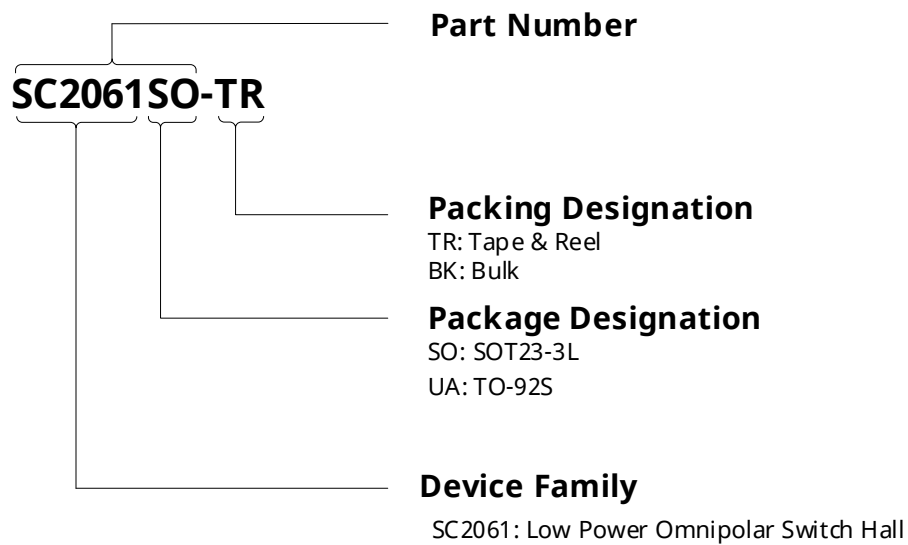 Part Number
SC2061SO-TR
Packing Designation
TR: Tape & Reel
BK: Bulk
Package Designation
SO: SOT23-3L
UA: TO-92S
Device Family
SC2061: Low Power Omnipolar Switch Hall